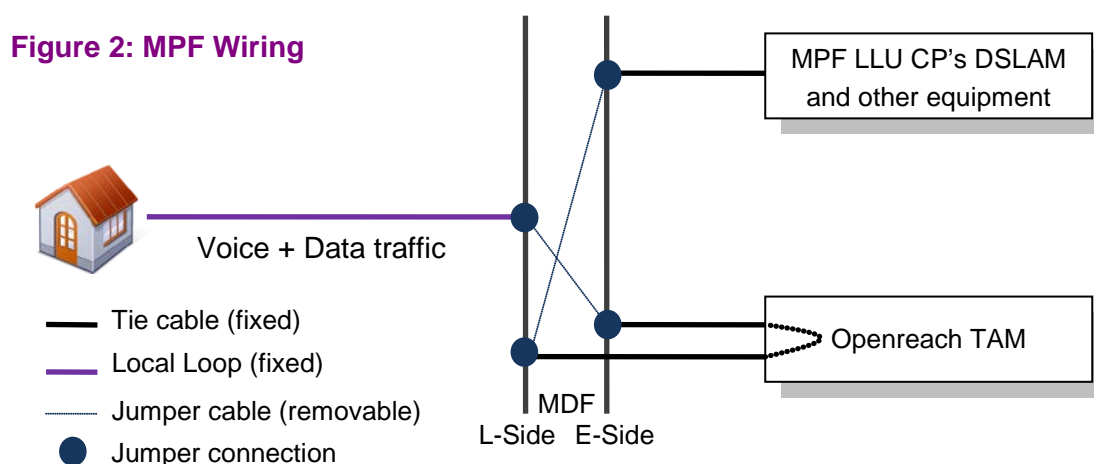 Figure 2: MPF Wiring
MPF LLU CP's DSLAM
and other equipment
Voice + Data traffic
Tie cable (fixed)
Openreach TAM
Local Loop (fixed)
Jumper cable (removable)
MDF
L-Side E-Side
Jumper connection